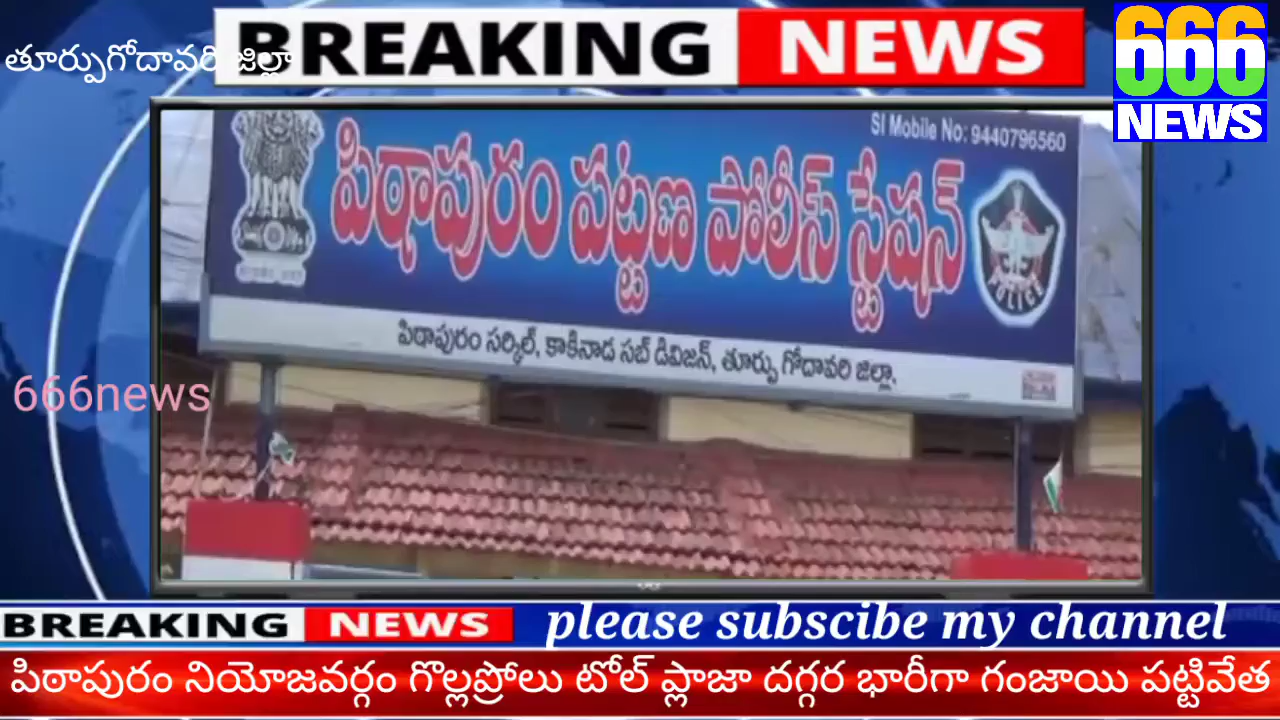 తూర్పుగోదావరి జిల్లా
BREAKING NEWS
666
NEWS
SI Mobile No: 9440796560
పిఠాపురం పట్టణ పోలీస్ స్టేషన్
POLICE
పిఠాపురం సర్కిల్, కాకినాడ సబ్ డివిజన్, తూర్పు గోదావరి జిల్లా.
666news
BREAKING NEWS please subscibe my channel
పిఠాపురం నియోజవర్గం గొల్లప్రోలు టోల్ ప్లాజా దగ్గర భారీగా గంజాయి పట్టివేత